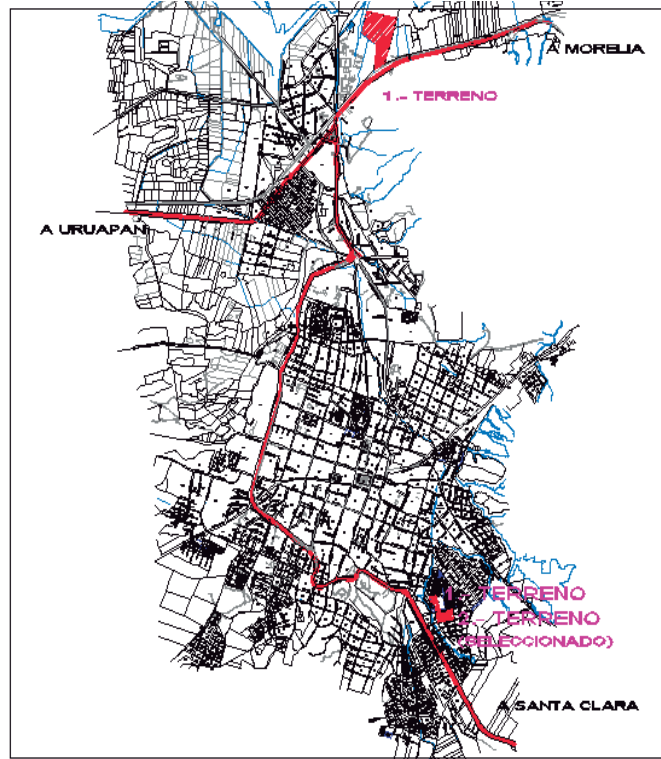 A MORELIA
1.- TERRENO
A URUAPAN
1.- TERRENO
2.- TERRENO
(SELECCIONADO)
A SANTA CLARA